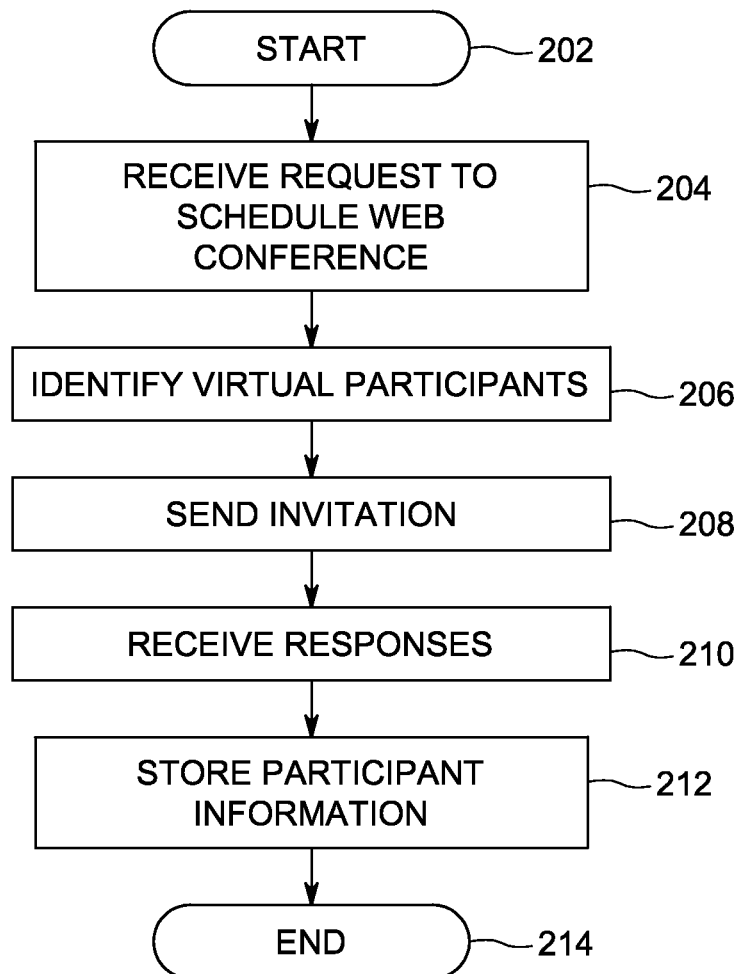 START
202
RECEIVE REQUEST TO
SCHEDULE WEB
CONFERENCE
204
IDENTIFY VIRTUAL PARTICIPANTS
206
SEND INVITATION
208
RECEIVE RESPONSES
210
STORE PARTICIPANT
INFORMATION
212
END
214